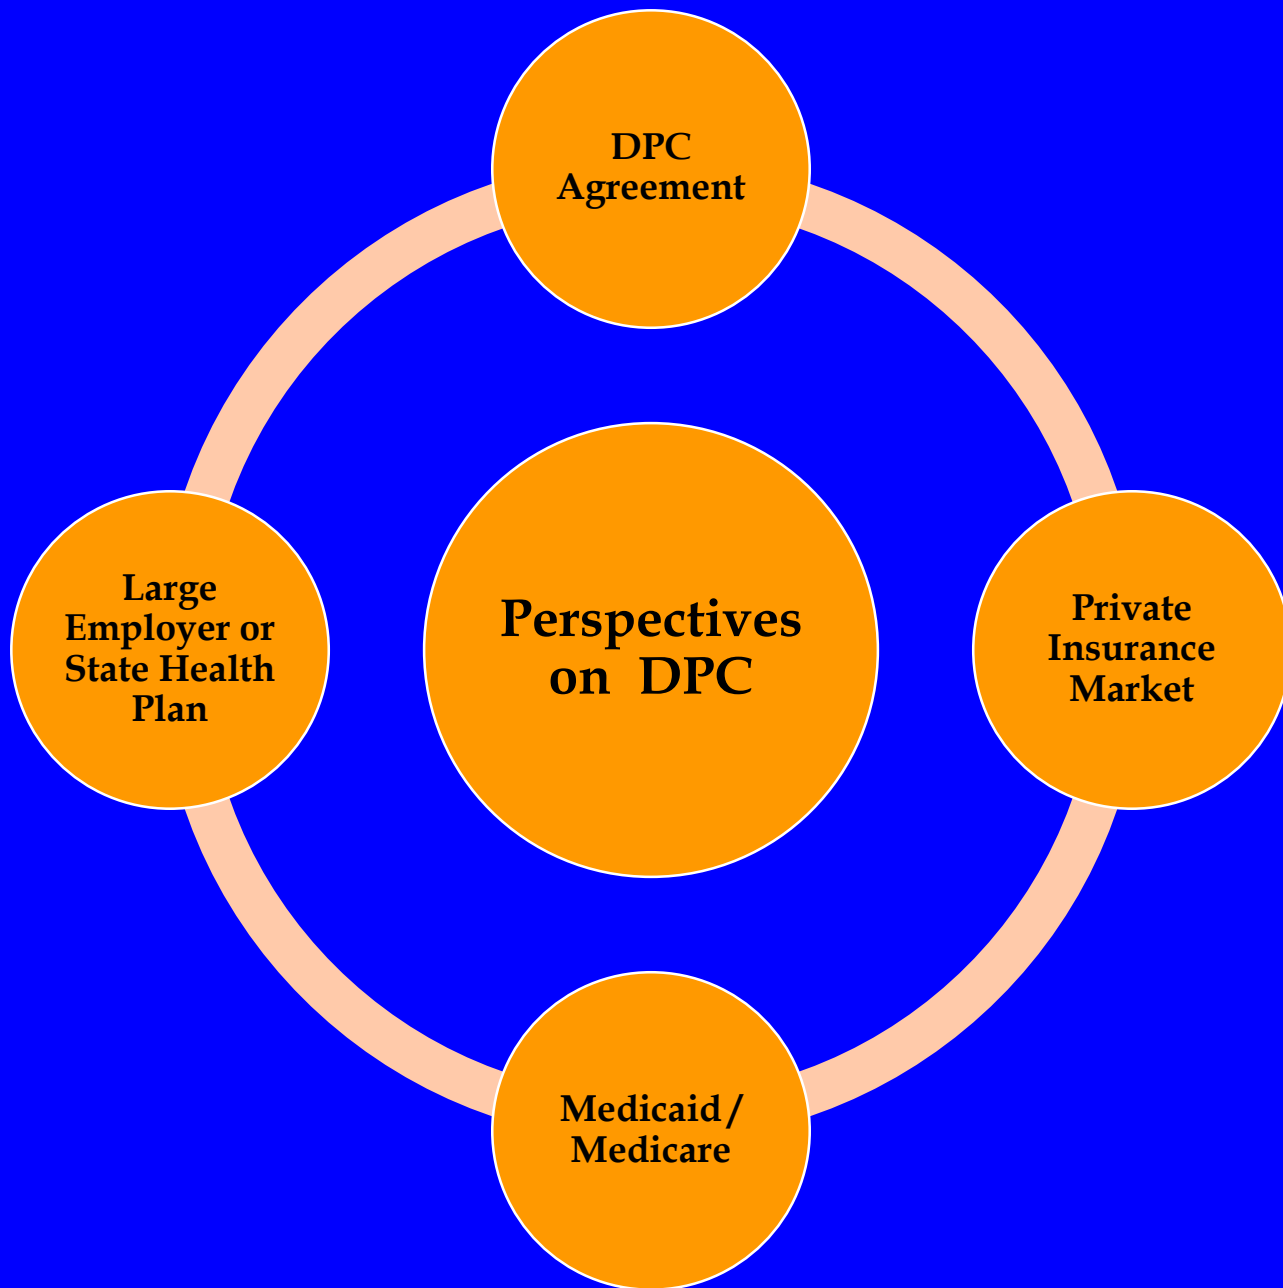 DPC
Agreement
Large
Employer or
State Health
Plan
Perspectives
on DPC
Private
Insurance
Market
Medicaid/
Medicare